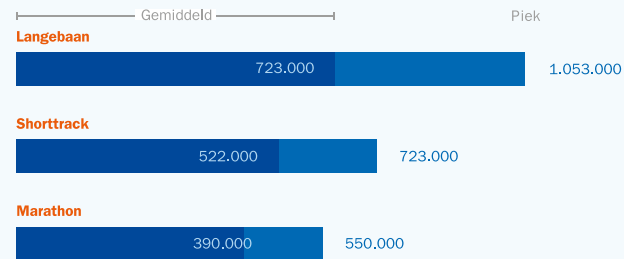 Gemiddeld Piek
Langebaan
723.000 1.053.000
Shorttrack
522.000 723.000
Marathon
390.000 550.000